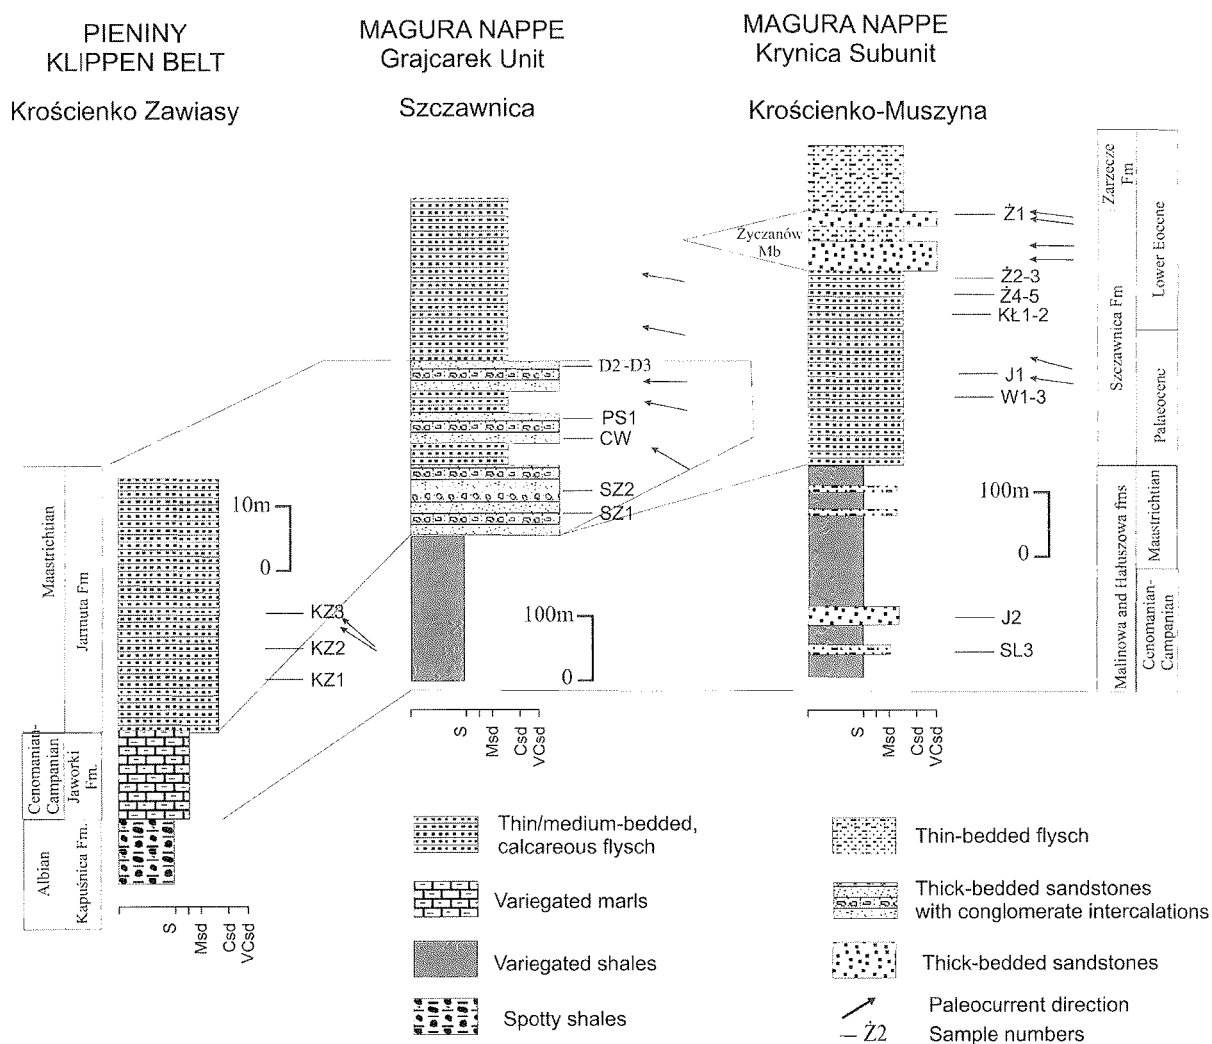 PIENINY
KLIPPEN BELT
Krościenko Zawiasy
MAGURA NAPPE
Grajcarek Unit
Szczawnica
MAGURA NAPPE
Krynica Subunit
Krościenko-Muszyna
Życzanów
Mb
Ż1
Ż2-3
Ż4-5
KŁ1-2
J1
W1-3
100m
0
J2
SL3
Zarzecze
Fm
Szczawnica Fm
Malinowa and Hałuszowa fms
Lower Eocene
Palaeocene
Maastrichtian
Cenomanian-
Campanian
D2-D3
PS1
CW
SZ2
SZ1
100m
0
10m
0
KZ3
KZ2
KZ1
Maastrichtian
Jarmuta Fm
Cenomanian-
Campanian
Jaworki
Fm.
Albian
Kapuśnica Fm.
S
Msd
Csd
VCsd
S
Msd
Csd
VCsd
S
Msd
Csd
VCsd
Thin/medium-bedded,
calcareous flysch
Variegated marls
Variegated shales
Spotty shales
Thin-bedded flysch
Thick-bedded sandstones
with conglomerate intercalations
Thick-bedded sandstones
Paleocurrent direction
– Ż2 Sample numbers